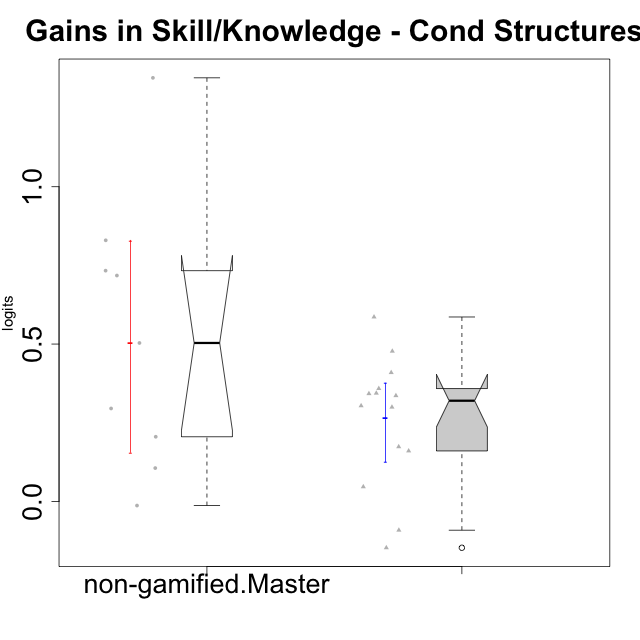 Gains in Skill/Knowledge - Cond Structures
logits
1.0
0.5
0.0
non-gamified.Master